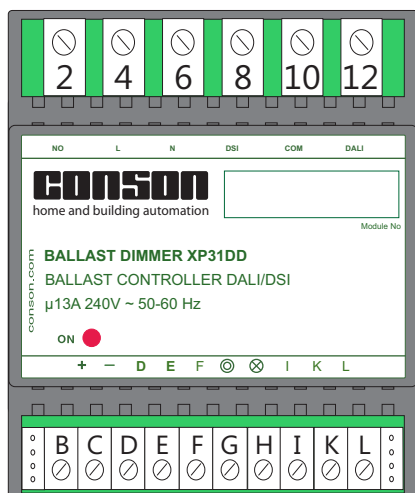 2 4 6 8 10 12
NO L N DSI COM DALI
conson
home and building automation
Module No
conson.com
BALLAST DIMMER XP31DD
BALLAST CONTROLLER DALI/DSI
µ13A 240V ~ 50-60 Hz
ON
+ − D E F ◎ ⊗ I K L
B C D E F G H I K L